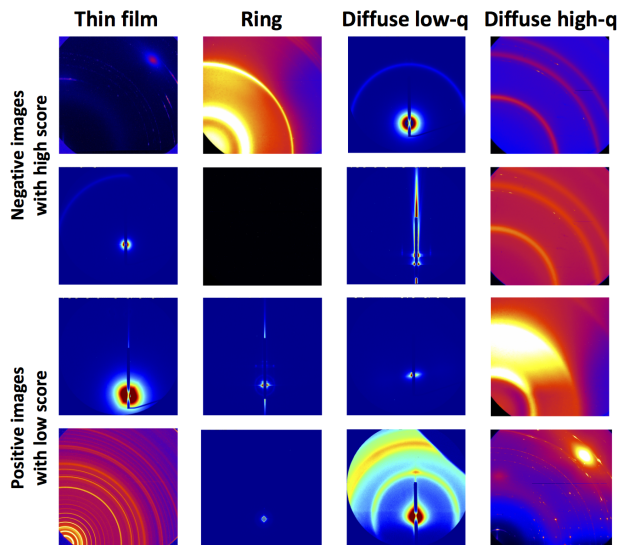 Thin film Ring Diffuse low-q Diffuse high-q
Negative images
with high score
Positive images
with low score